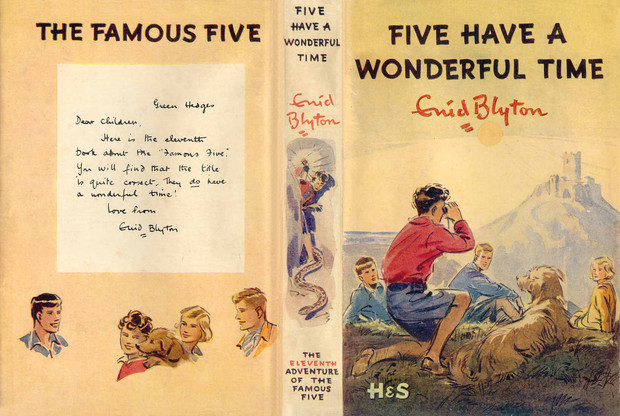 THE FAMOUS FIVE
Green Hedges
Dear Children,
Here is the eleventh
book about the "Famous Five".
You will find that the title
is quite correct, they do have
a wonderful time!
Love from
Enid Blyton
FIVE
HAVE A
WONDERFUL
TIME
Enid
Blyton
THE
ELEVENTH
ADVENTURE
OF THE
FAMOUS
FIVE
FIVE HAVE A
WONDERFUL TIME
Enid Blyton
H&S